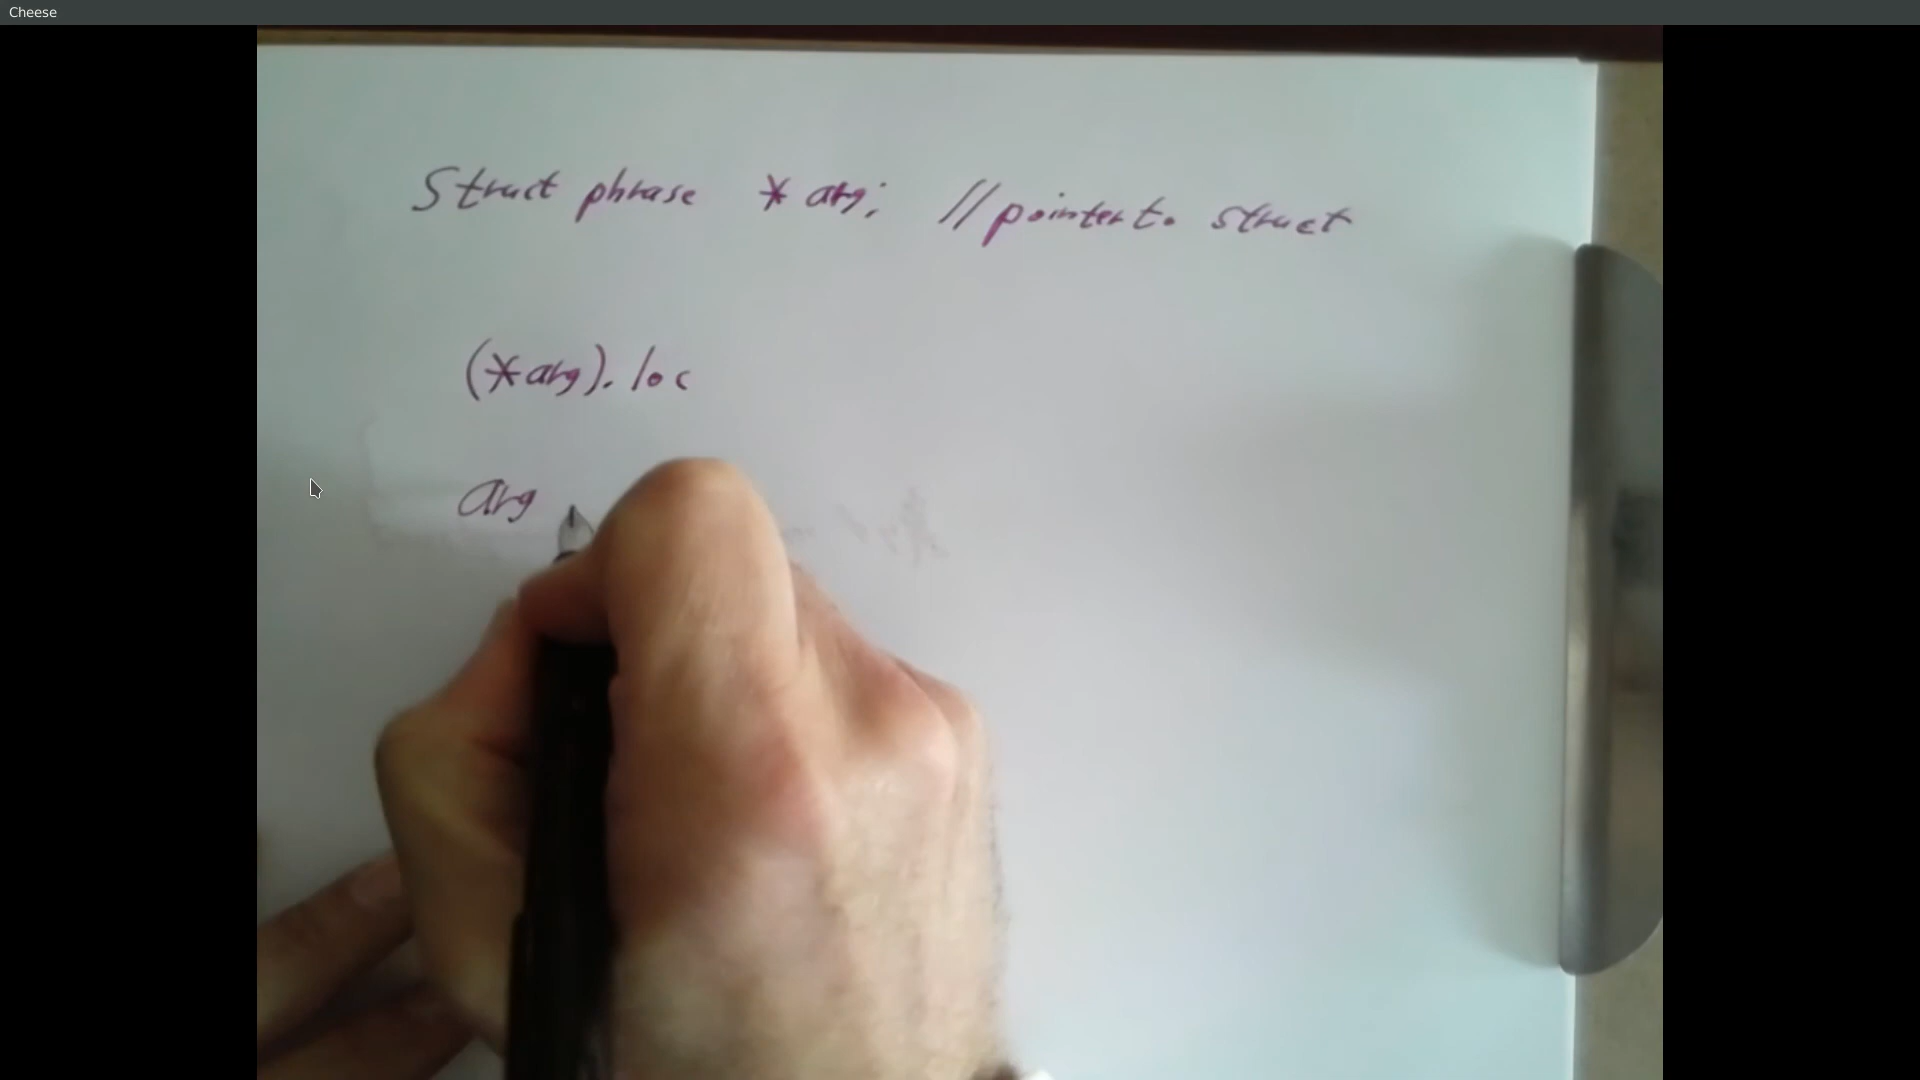 Cheese
Struct phrase * arg; //pointer to struct
(*arg).loc
arg